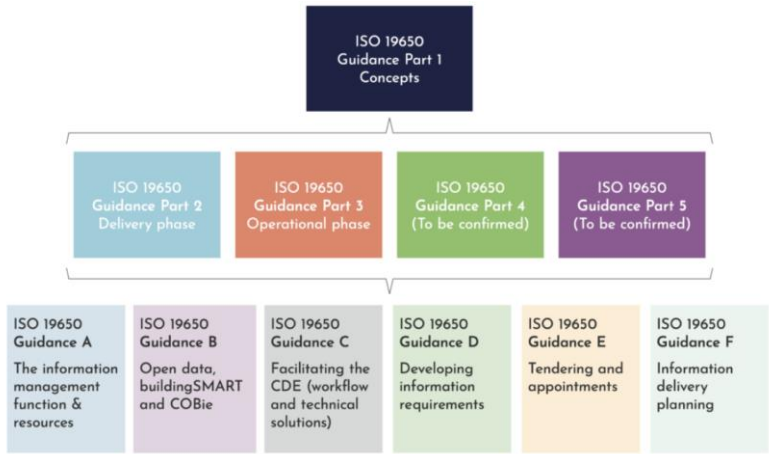 ISO 19650
Guidance Part 1
Concepts
ISO 19650
Guidance Part 2
Delivery phase
ISO 19650
Guidance Part 3
Operational phase
ISO 19650
Guidance Part 4
(To be confirmed)
ISO 19650
Guidance Part 5
(To be confirmed)
ISO 19650
Guidance A
The information
management
function &
resources
ISO 19650
Guidance B
Open data,
buildingSMART
and COBie
ISO 19650
Guidance C
Facilitating the
CDE (workflow
and technical
solutions)
ISO 19650
Guidance D
Developing
information
requirements
ISO 19650
Guidance E
Tendering and
appointments
ISO 19650
Guidance F
Information
delivery
planning